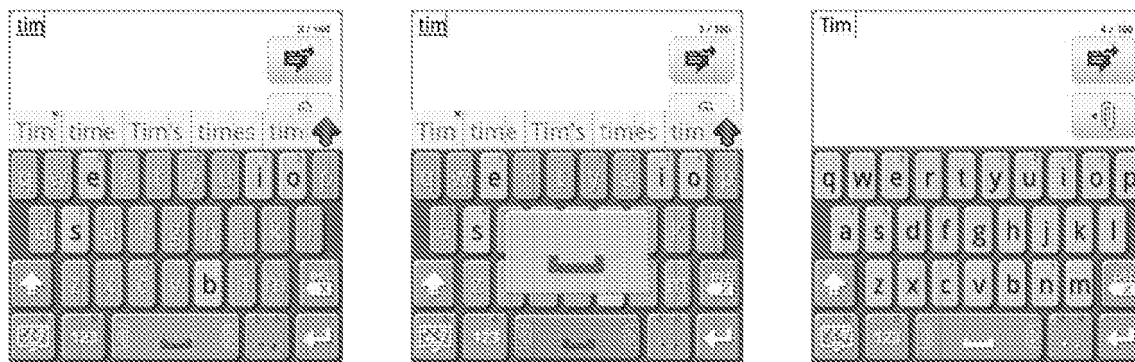 tim
Tim time Tim's times tim
e i o
s
b
tim
Tim time Tim's times tim
e i o
s
Tim
q w e r t y u i o p
a s d f g h j k l
z x c v b n m